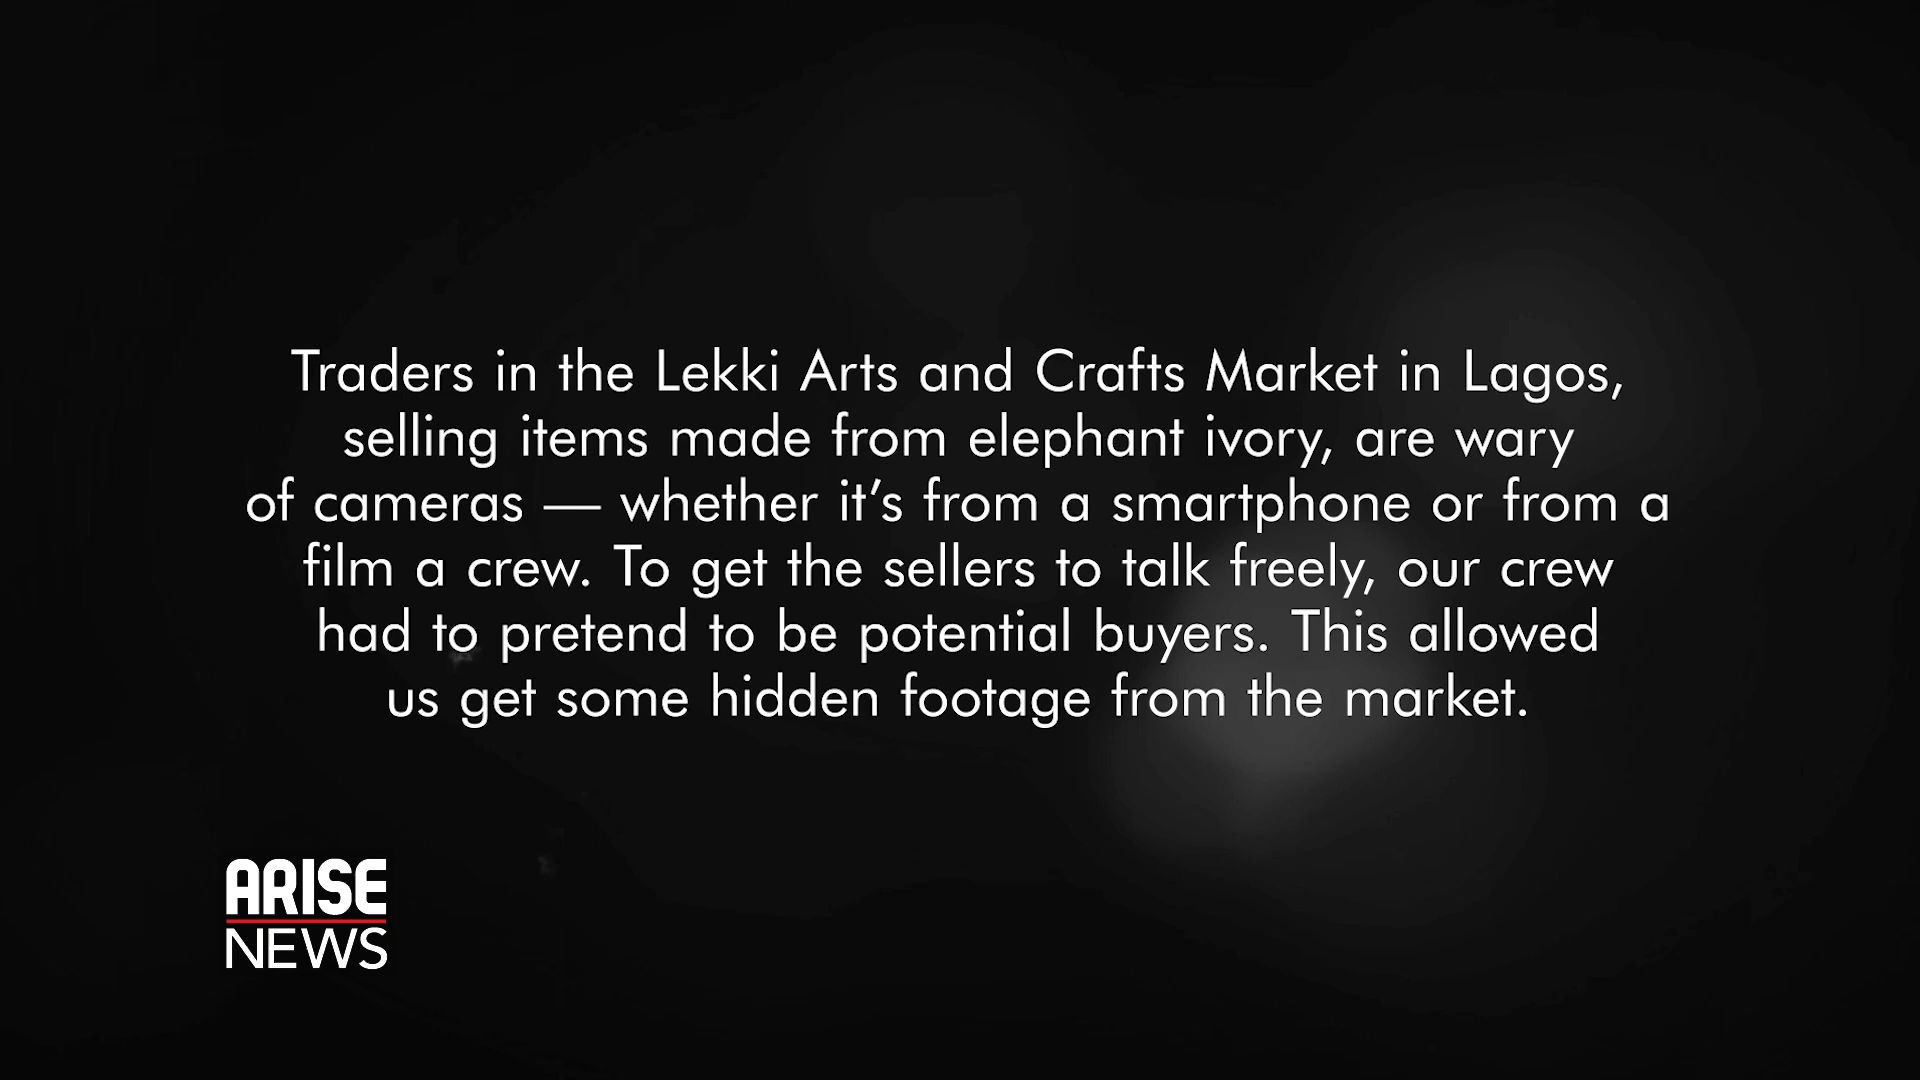 Traders in the Lekki Arts and Crafts Market in Lagos,
selling items made from elephant ivory, are wary
of cameras — whether it’s from a smartphone or from a
film a crew. To get the sellers to talk freely, our crew
had to pretend to be potential buyers. This allowed
us get some hidden footage from the market.
ARISE
NEWS